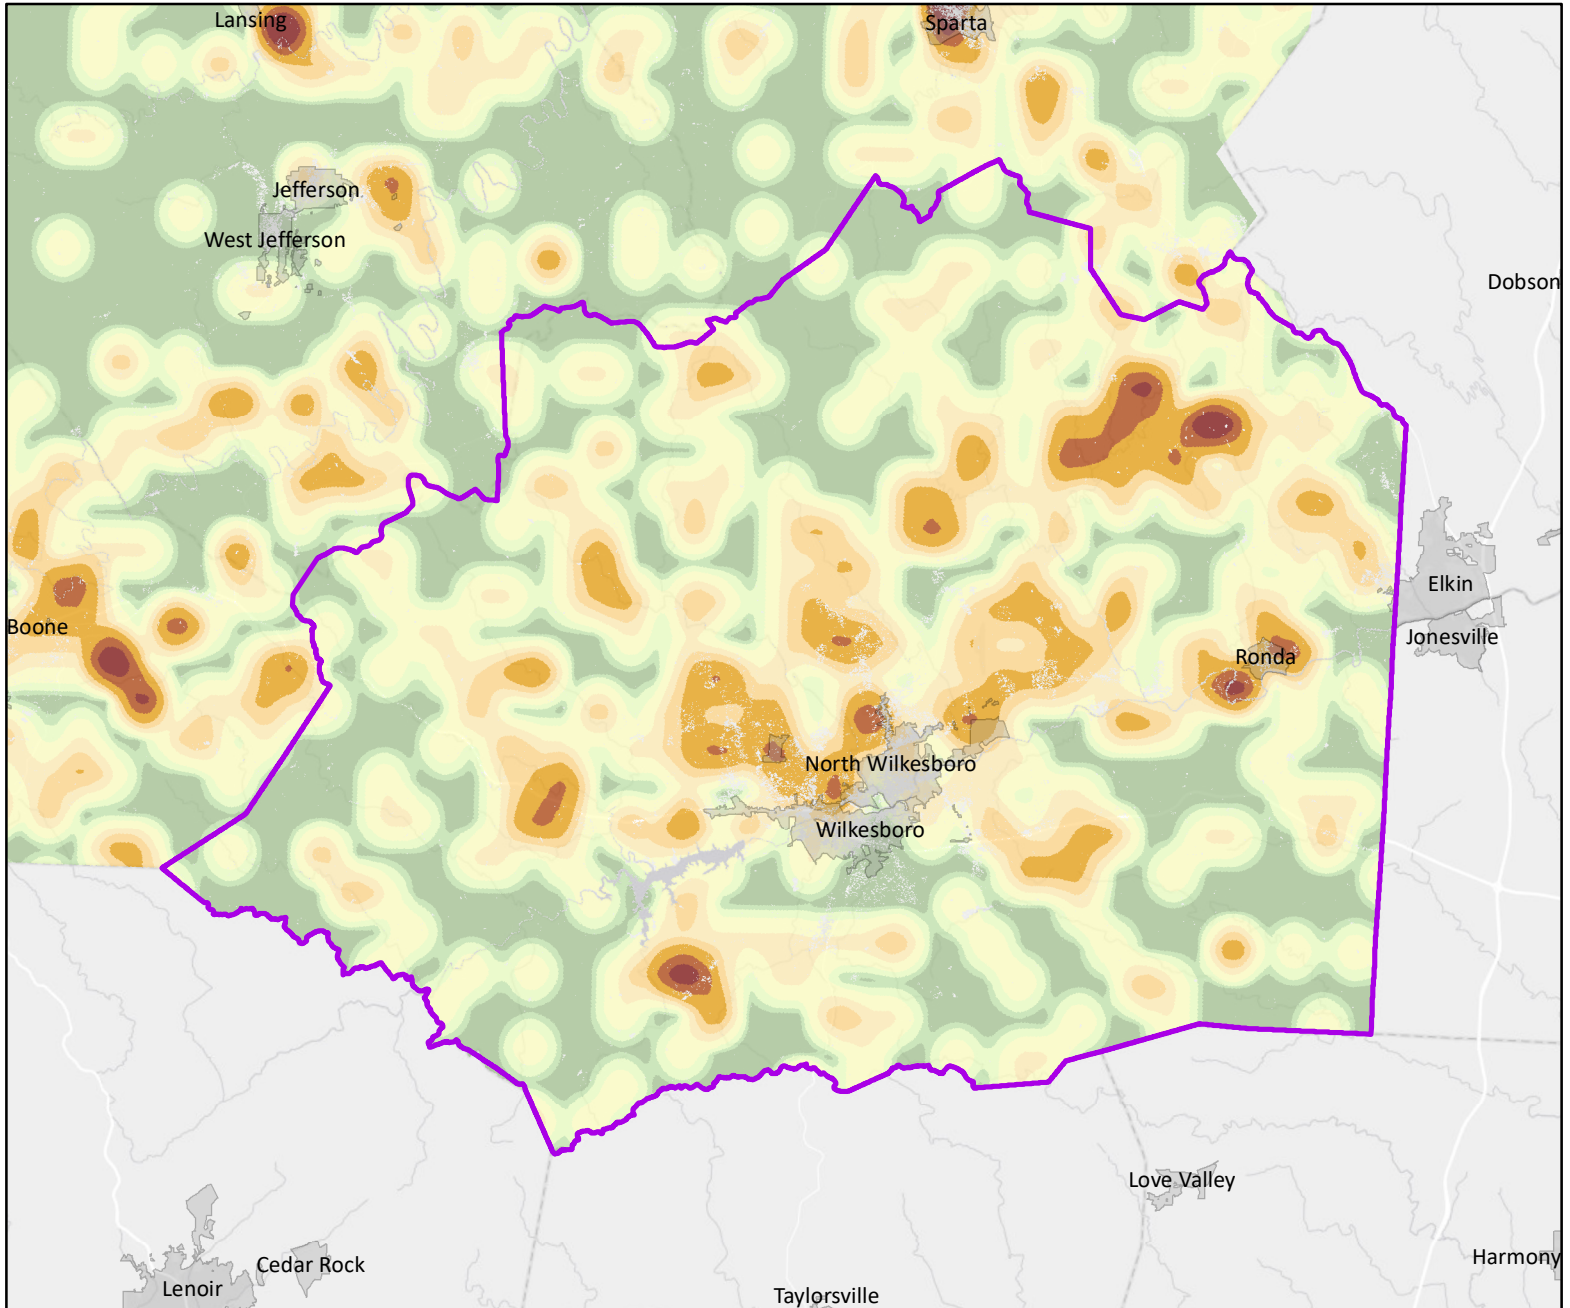 Lansing
Sparta
Jefferson
West Jefferson
Dobson
Elkin
Boone
Jonesville
Ronda
North Wilkesboro
Wilkesboro
Love Valley
Harmony
Cedar Rock
Lenoir
Taylorsville